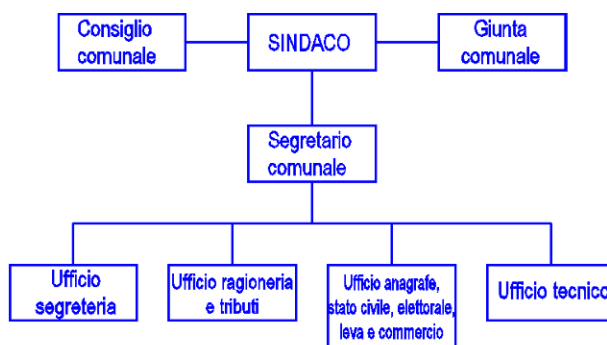 Consiglio
comunale
SINDACO
Giunta
comunale
Segretario
comunale
Ufficio
segreteria
Ufficio ragioneria
e tributi
Ufficio anagrafe,
stato civile, elettorale,
leva e commercio
Ufficio tecnico